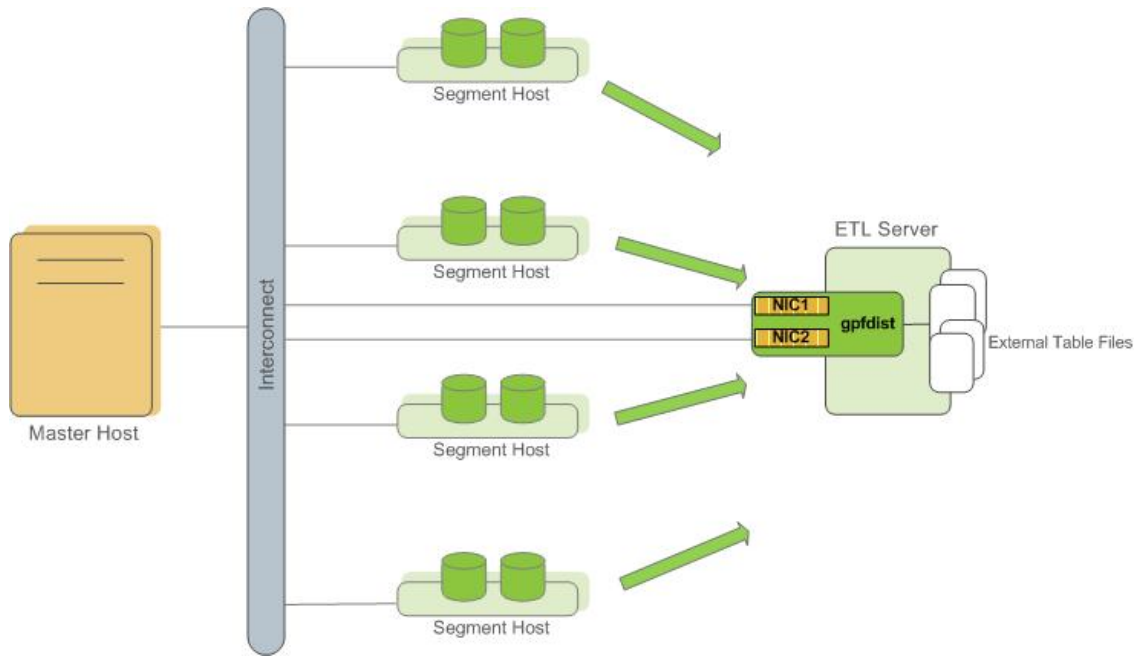 Segment Host
Segment Host
ETL Server
NIC1
gpfdist
NIC2
External Table Files
Interconnect
Master Host
Segment Host
Segment Host